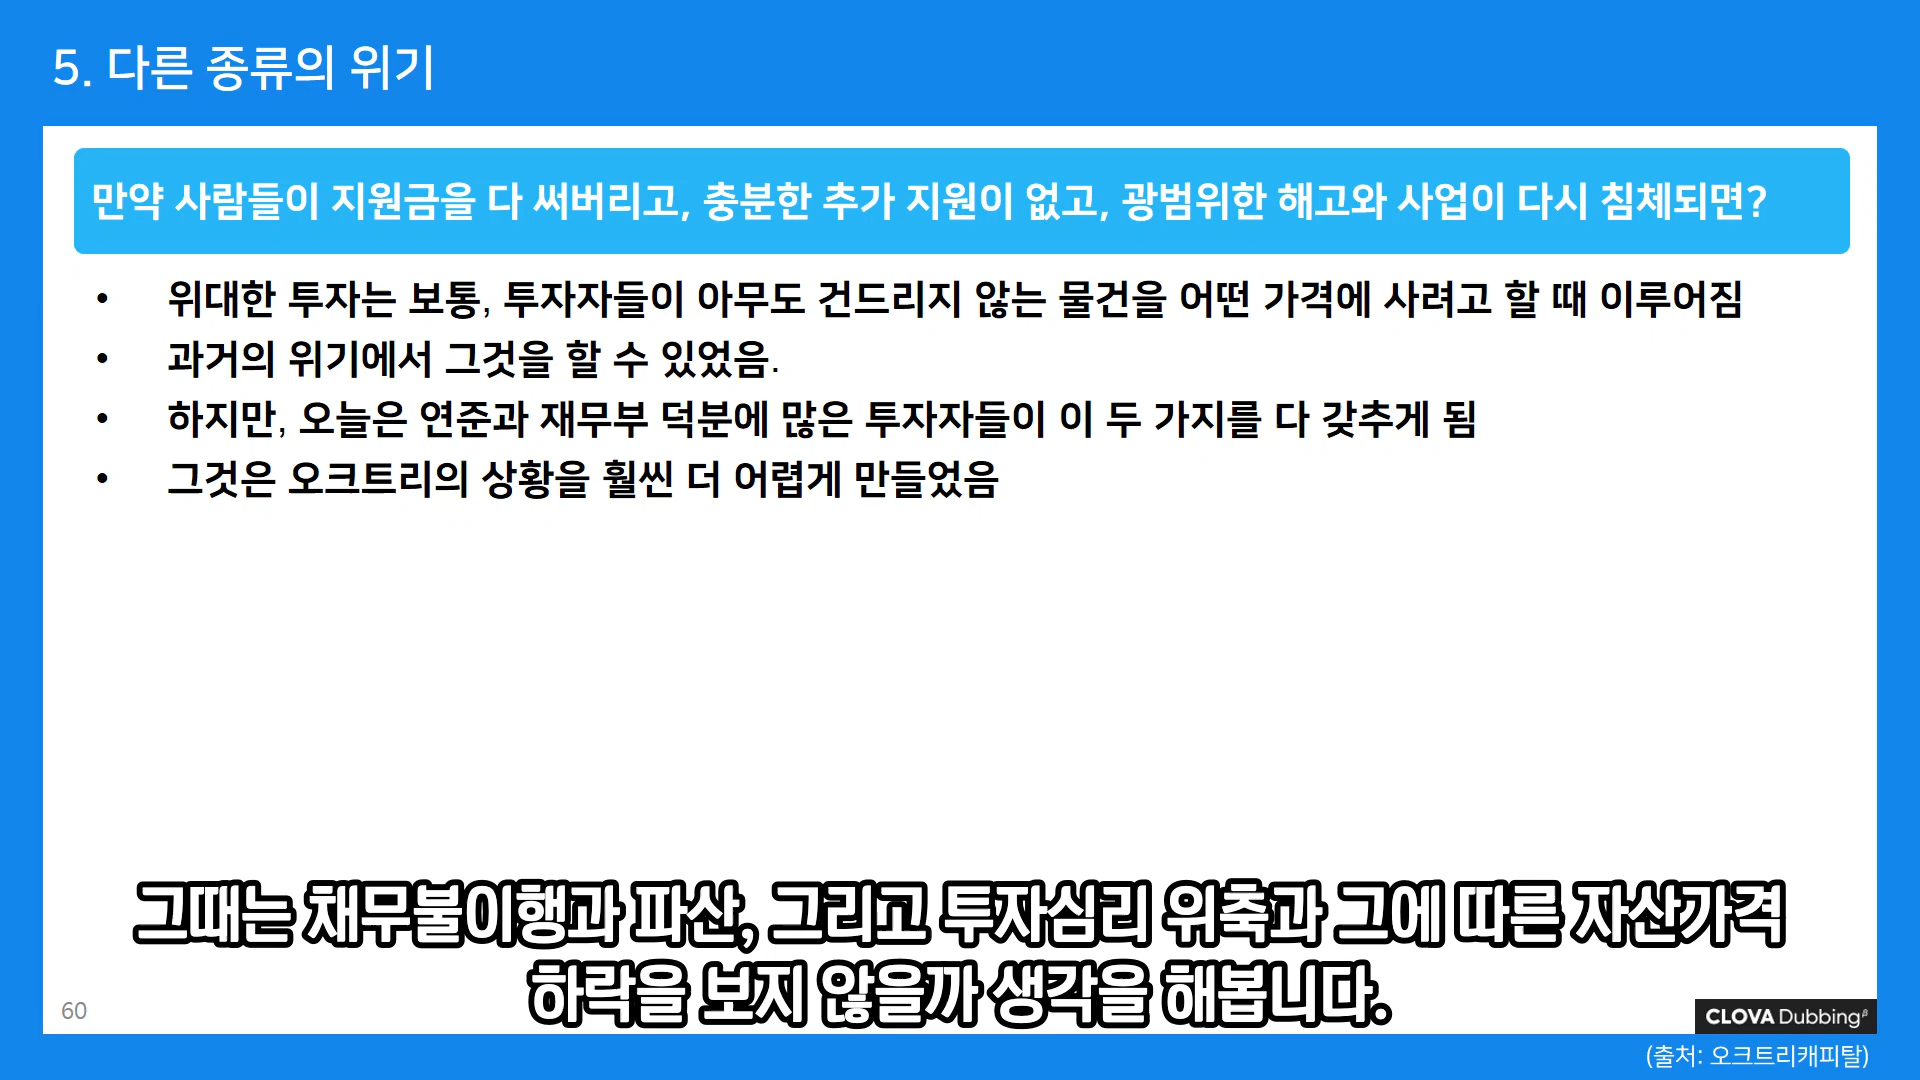 5. 다른 종류의 위기
만약 사람들이 지원금을 다 써버리고, 충분한 추가 지원이 없고, 광범위한 해고와 사업이 다시 침체되면?
• 위대한 투자는 보통, 투자자들이 아무도 건드리지 않는 물건을 어떤 가격에 사려고 할 때 이루어짐
• 과거의 위기에서 그것을 할 수 있었음.
• 하지만, 오늘은 연준과 재무부 덕분에 많은 투자자들이 이 두 가지를 다 갖추게 됨
• 그것은 오크트리의 상황을 훨씬 더 어렵게 만들었음
그때는 채무불이행과 파산, 그리고 투자심리 위축과 그에 따른 자산가격
하락을 보지 않을까 생각을 해봅니다.
60
CLOVA Dubbing β
(출처: 오크트리캐피탈)